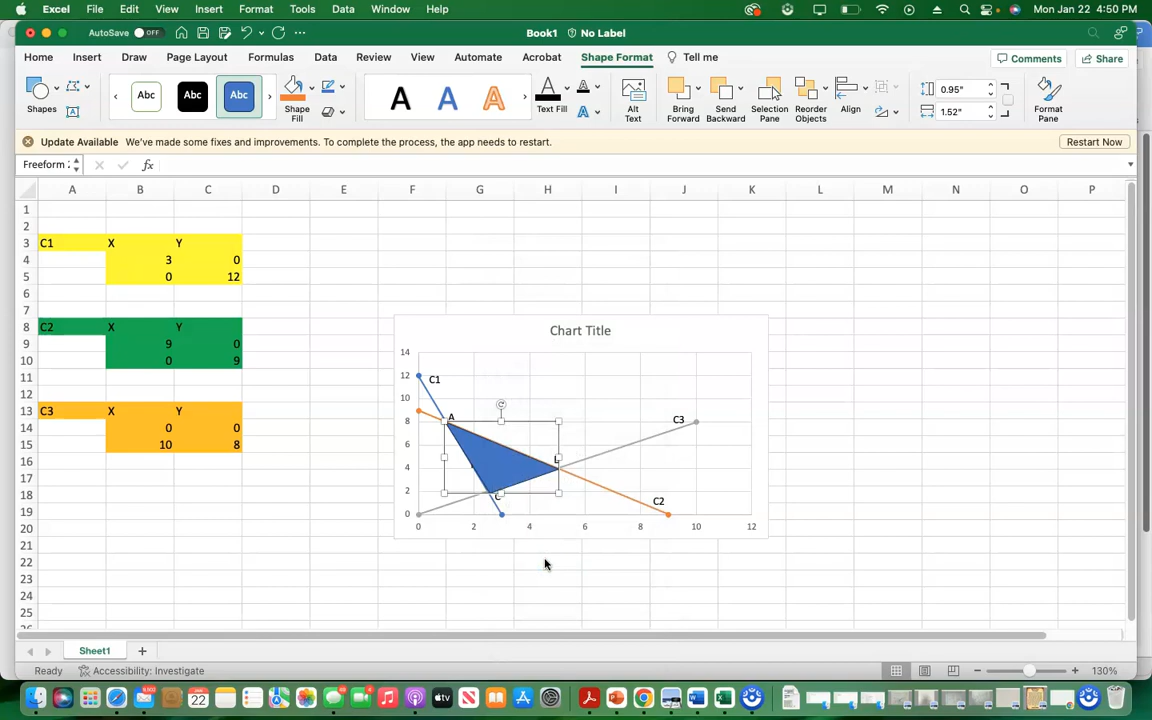 Excel File Edit View Insert Format Tools Data Window Help Mon Jan 22 4:50 PM
AutoSave OFF Book1 No Label
Home Insert Draw Page Layout Formulas Data Review View Automate Acrobat Shape Format Tell me Comments Share
Shapes Abc Abc Abc Shape Fill A A A Text Fill Alt Text Bring Forward Send Backward Selection Pane Reorder Objects Align 0.95" 1.52" Format Pane
Update Available We've made some fixes and improvements. To complete the process, the app needs to restart. Restart Now
Freeform fx
A B C D E F G H I J K L M N O P
1
2
3 C1 X Y
4 3 0
5 0 12
6
7
8 C2 X Y
9 9 0
10 0 9
11
12
13 C3 X Y
14 0 0
15 10 8
16
17
18
19
20
21
22
23
24
25
Chart Title
14
12 C1
10
8 A C3
6
4
2 C C2
0
0 2 4 6 8 10 12
Sheet1 +
Ready Accessibility: Investigate 130%
tv
22